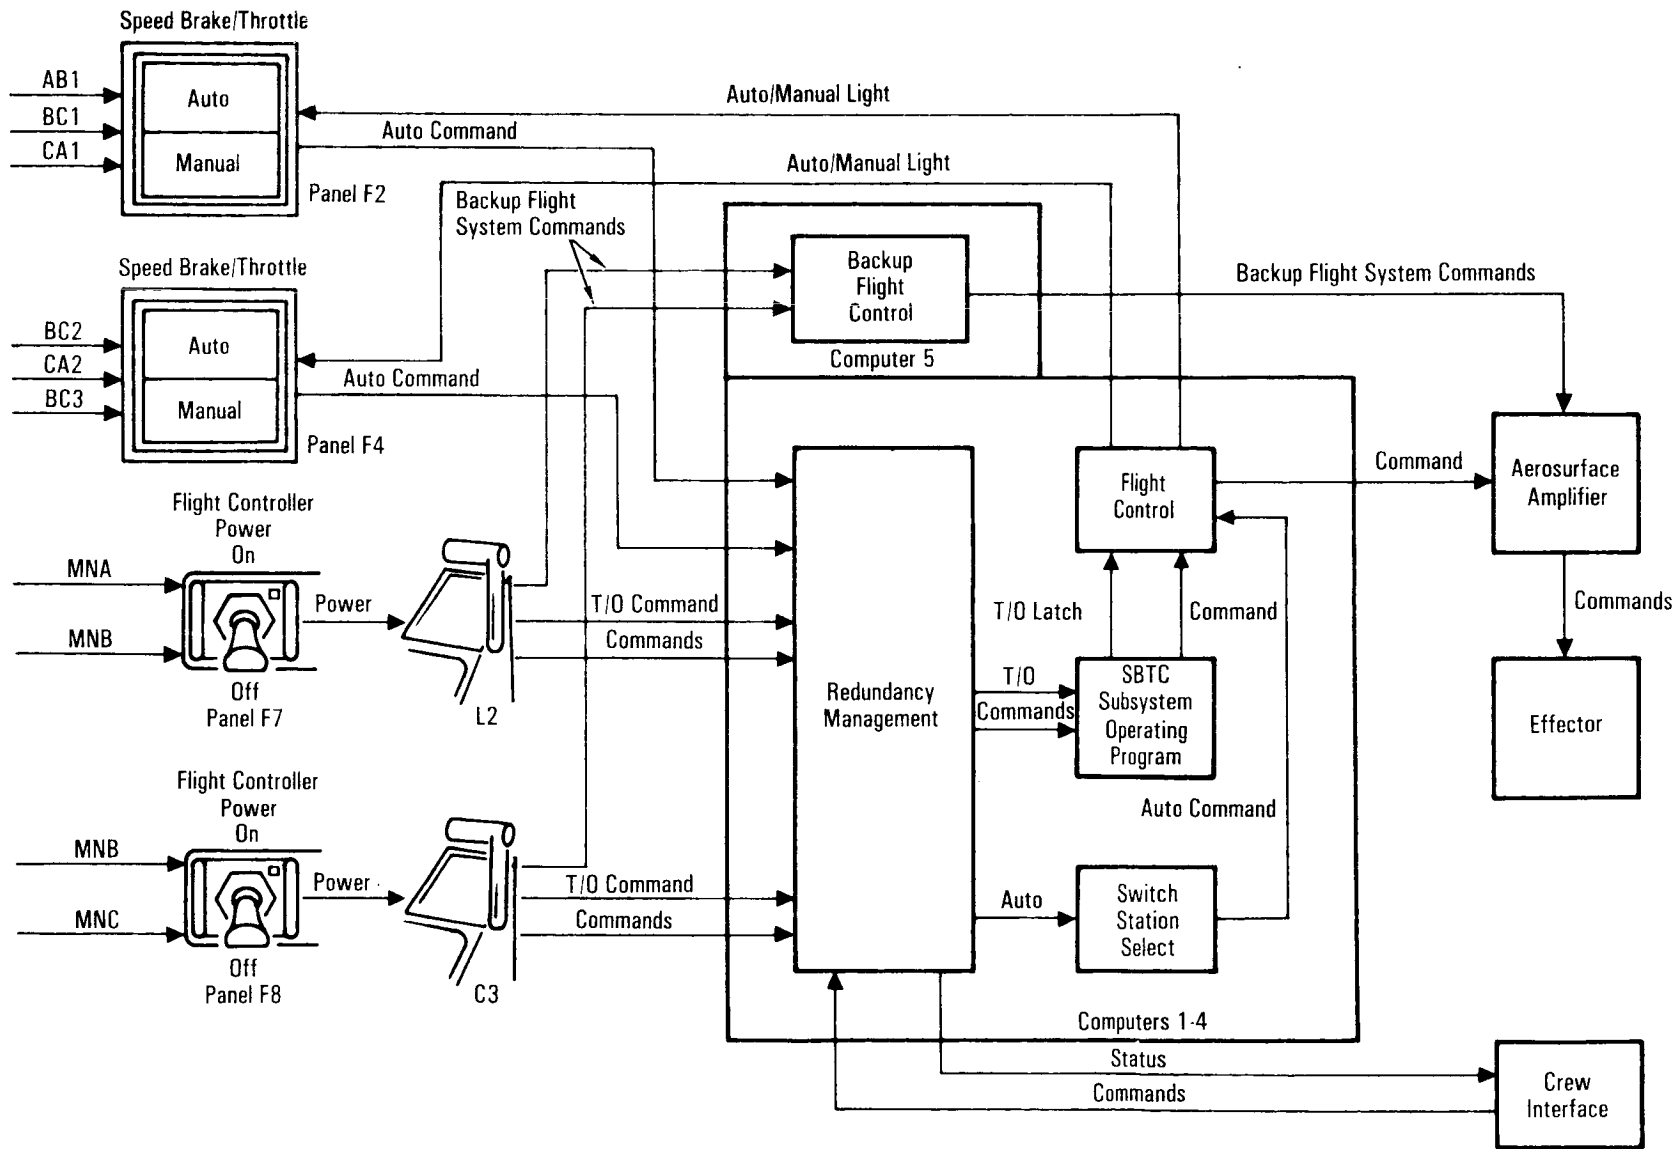 Speed Brake/Throttle
AB1
BC1
CA1
Auto
Manual
Panel F2
Auto/Manual Light
Auto Command
Auto/Manual Light
Backup Flight
System Commands
Speed Brake/Throttle
BC2
CA2
BC3
Auto
Manual
Panel F4
Auto Command
Backup
Flight
Control
Computer 5
Backup Flight System Commands
Flight Controller
Power
On
MNA
MNB
Off
Panel F7
Power
L2
T/O Command
Commands
Flight Controller
Power
On
MNB
MNC
Off
Panel F8
Power
C3
T/O Command
Commands
Redundancy
Management
Flight
Control
Command
Aerosurface
Amplifier
Commands
Effector
T/O Latch
Command
T/O
Commands
SBTC
Subsystem
Operating
Program
Auto Command
Auto
Switch
Station
Select
Computers 1-4
Status
Commands
Crew
Interface